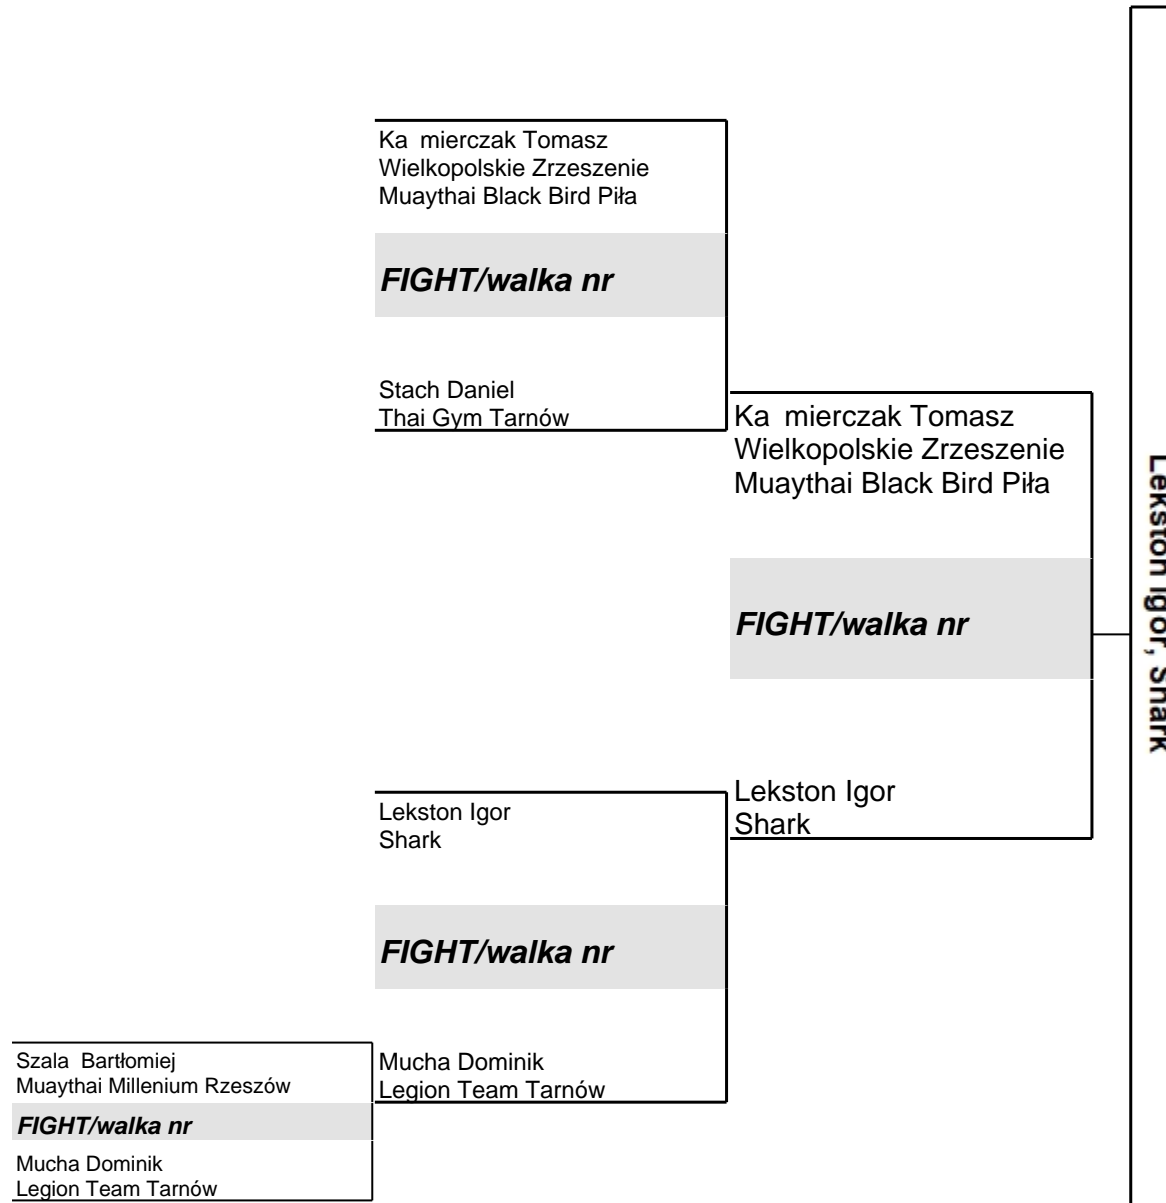 Ka mierczak Tomasz
Wielkopolskie Zrzeszenie
Muaythai Black Bird Piła
FIGHT/walka nr
Stach Daniel
Thai Gym Tarnów
Ka mierczak Tomasz
Wielkopolskie Zrzeszenie
Muaythai Black Bird Piła
FIGHT/walka nr
Lekston Igor
Shark
Lekston Igor
Shark
FIGHT/walka nr
Mucha Dominik
Legion Team Tarnów
Szala Bartłomiej
Muaythai Millenium Rzeszów
FIGHT/walka nr
Mucha Dominik
Legion Team Tarnów
Lekston Igor, Shark